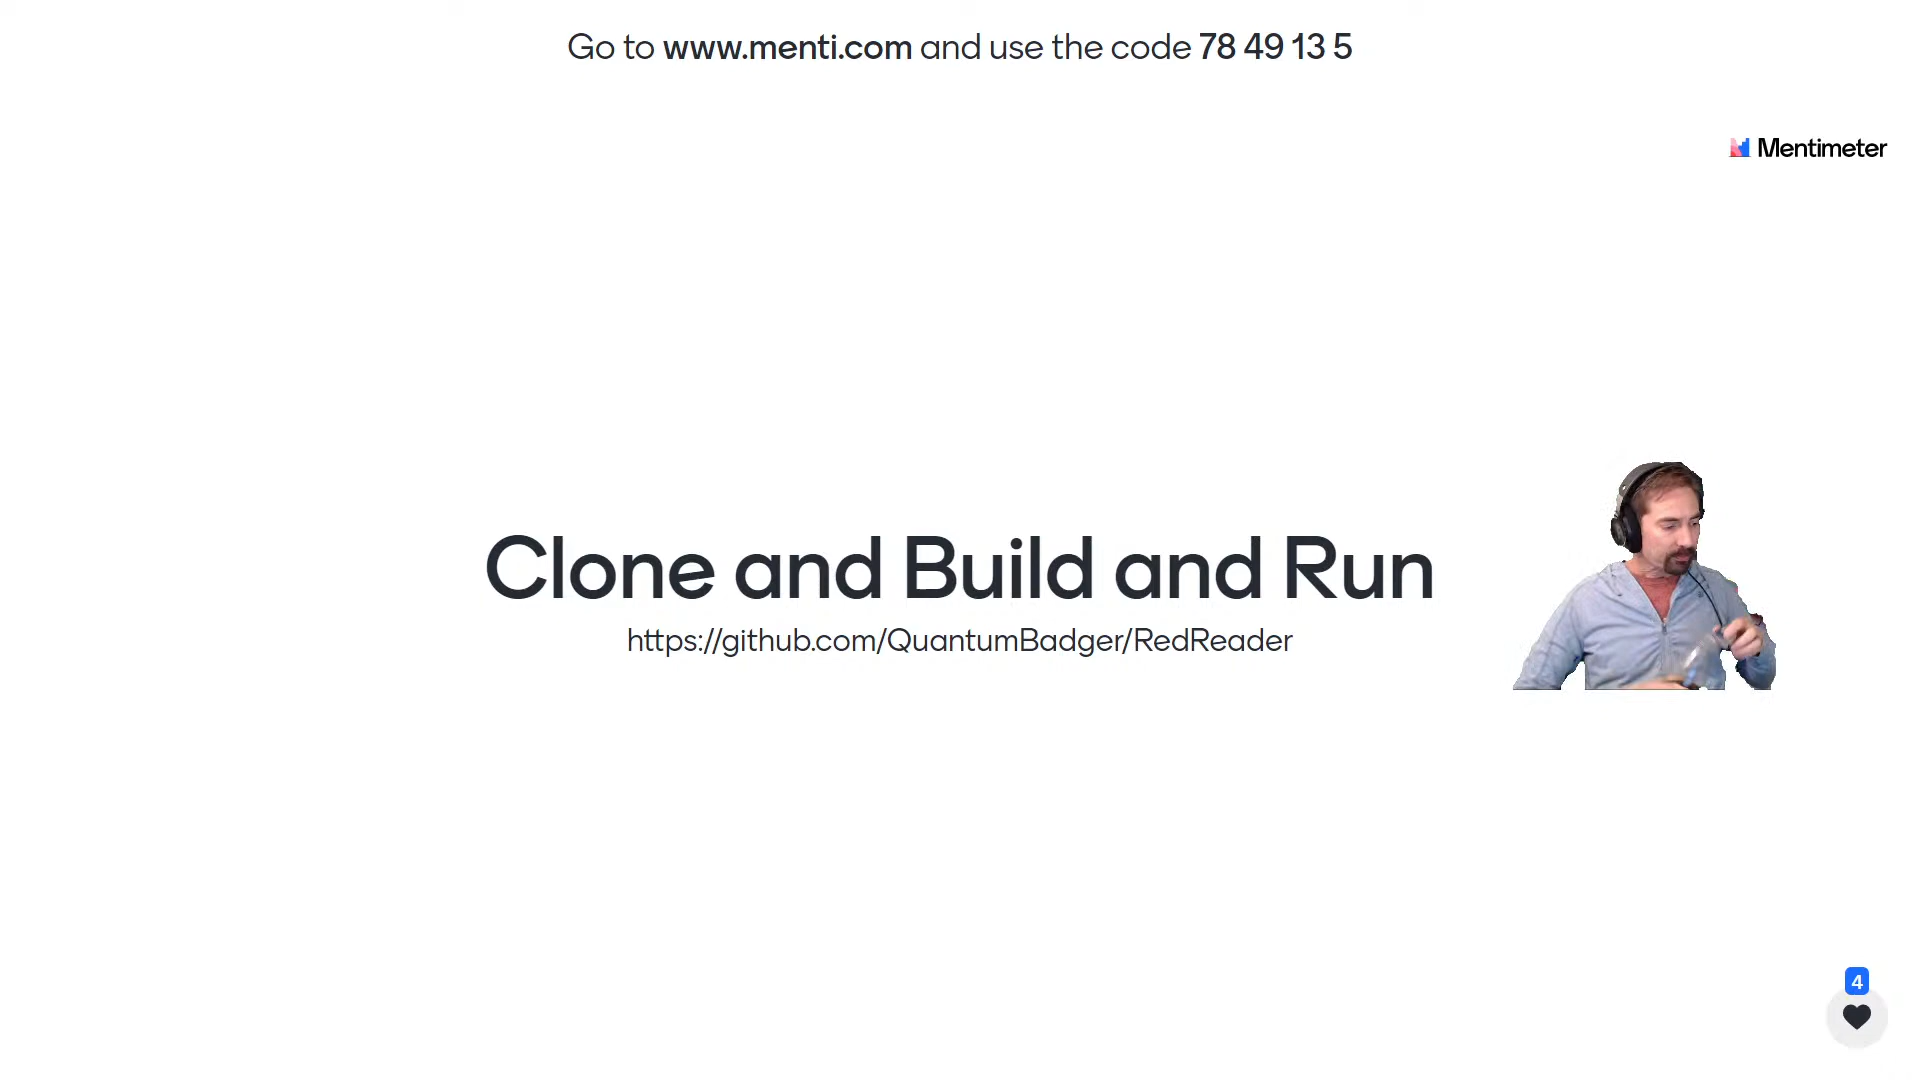 Go to www.menti.com and use the code 78 49 13 5
Mentimeter
Clone and Build and Run
https://github.com/QuantumBadger/RedReader
4